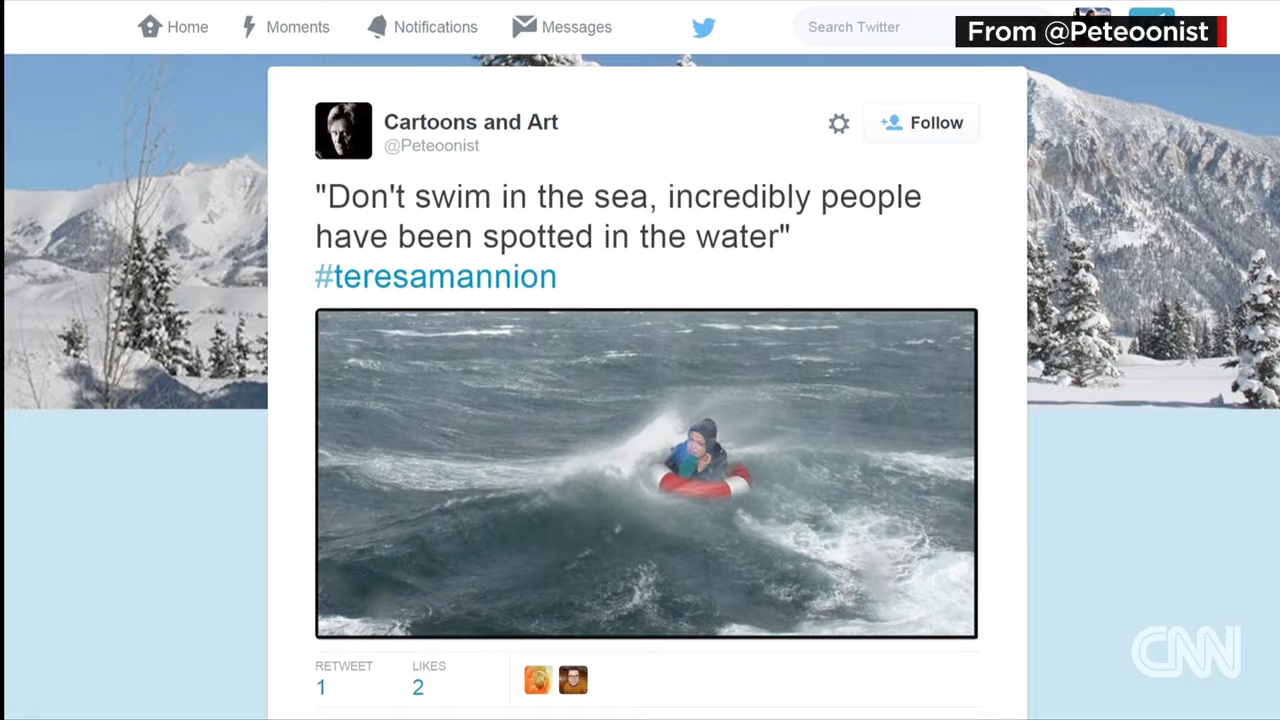 Home Moments Notifications Messages Search Twitter
From @Peteoonist
Cartoons and Art
@Peteoonist
Follow
"Don't swim in the sea, incredibly people
have been spotted in the water"
#teresamannion
RETWEET LIKES
1 2
CNN